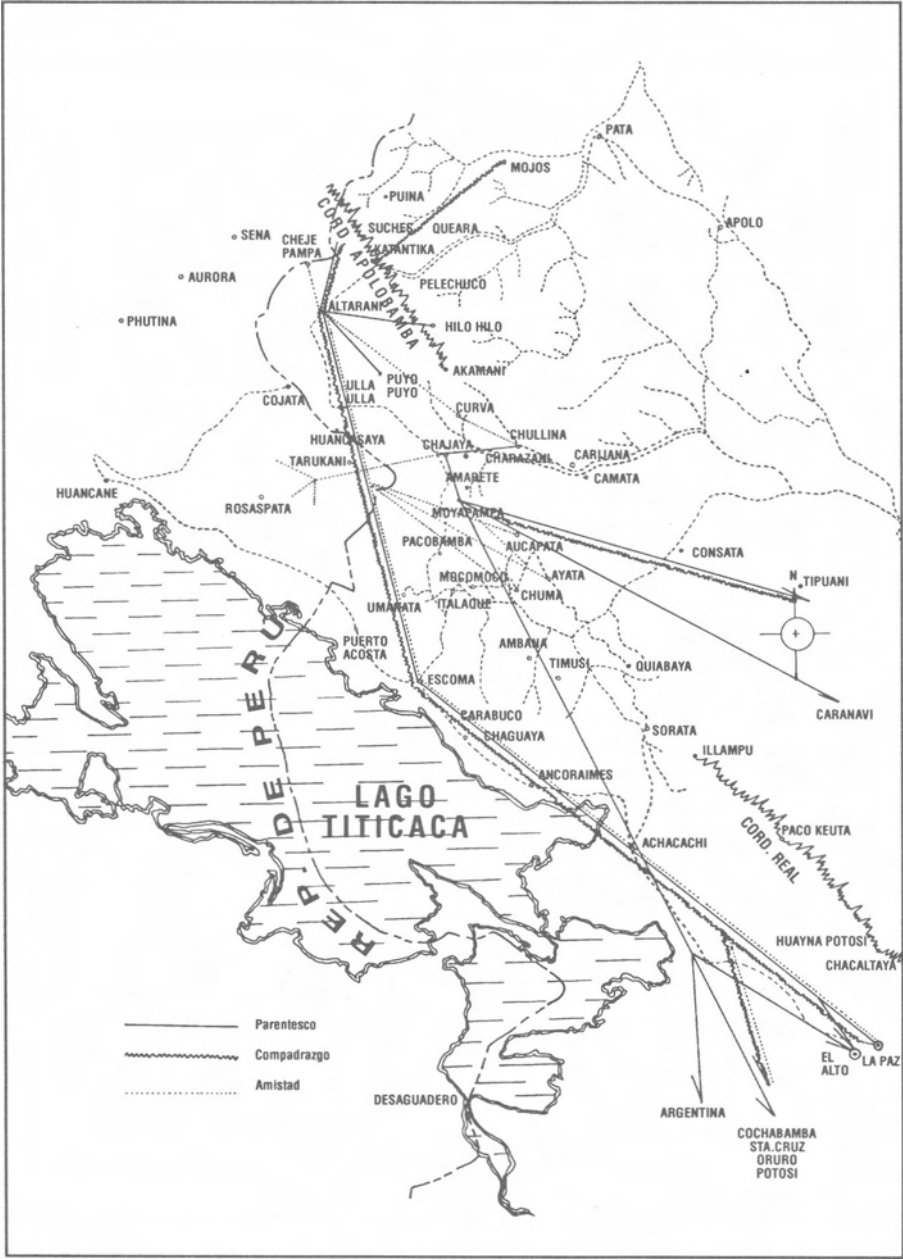 PATA
MOJOS
PUINA
APOLO
SUCHES
QUEARA
SENA
CHEJE
PAMPA
CORD APOLOBAMBA
KATANTIKA
AURORA
PELECHUCO
ALTARANI
PHUTINA
HILO HILO
AKAMANI
PUYO
PUYO
ULLA
ULLA
COJATA
CURVA
HUANCASAYA
CHAJAYA
CHULLINA
TARUKANI
CHARAZANI
CARIJANA
AMARETE
CAMATA
HUANCANE
ROSASPATA
MOYAPAMPA
PACOBAMBA
AUCAPATA
CONSATA
MOCOMOCO
AYATA
N
TIPUANI
UMANATA
ITALAQUE
CHUMA
PUERTO
ACOSTA
AMBANA
TIMUSI
QUIABAYA
ESCOMA
CARANAVI
CARABUCO
CHAGUAYA
SORATA
ILLAMPU
REP. DE PERU
ANCORAIMES
LAGO
TITICACA
PACO KEUTA
CORD. REAL
ACHACACHI
HUAYNA POTOSI
CHACALTAYA
Parentesco
Compadrazgo
Amistad
EL
ALTO
LA PAZ
DESAGUADERO
ARGENTINA
COCHABAMBA
STA.CRUZ
ORURO
POTOSI